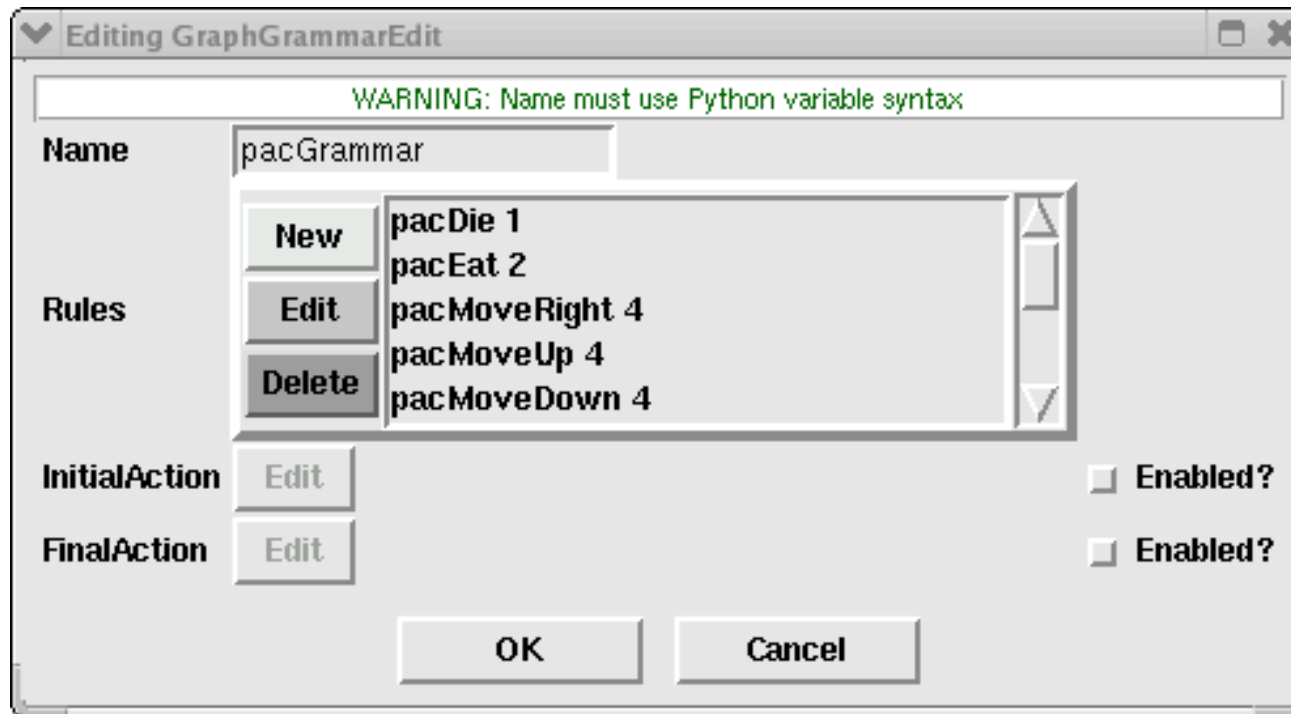 Editing GraphGrammarEdit
WARNING: Name must use Python variable syntax
Name pacGrammar
New
Edit
Delete
Rules
pacDie 1
pacEat 2
pacMoveRight 4
pacMoveUp 4
pacMoveDown 4
InitialAction Edit Enabled?
FinalAction Edit Enabled?
OK Cancel